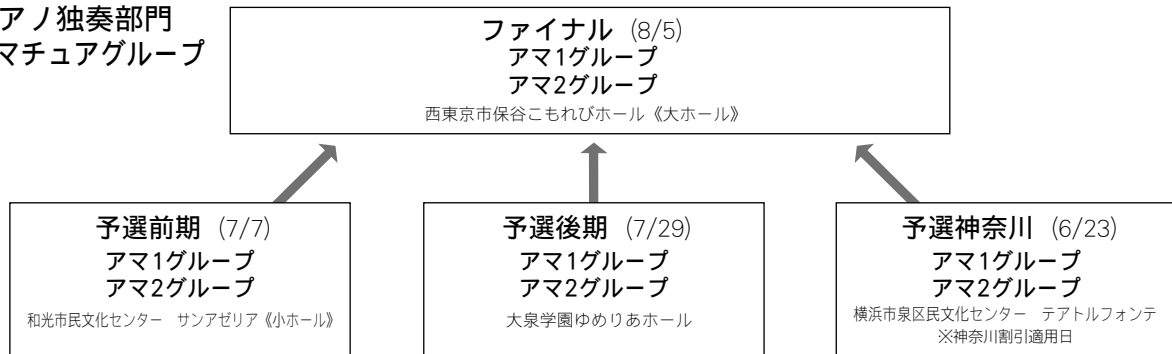 アノ独奏部門
マチュアグループ
ファイナル (8/5)
アマ1グループ
アマ2グループ
西東京市保谷こもれびホール《大ホール》
予選前期 (7/7)
アマ1グループ
アマ2グループ
和光市民文化センター　サンアゼリア《小ホール》
予選後期 (7/29)
アマ1グループ
アマ2グループ
大泉学園ゆめりあホール
予選神奈川 (6/23)
アマ1グループ
アマ2グループ
横浜市泉区民文化センター　テアトルフォンテ
※神奈川割引適用日